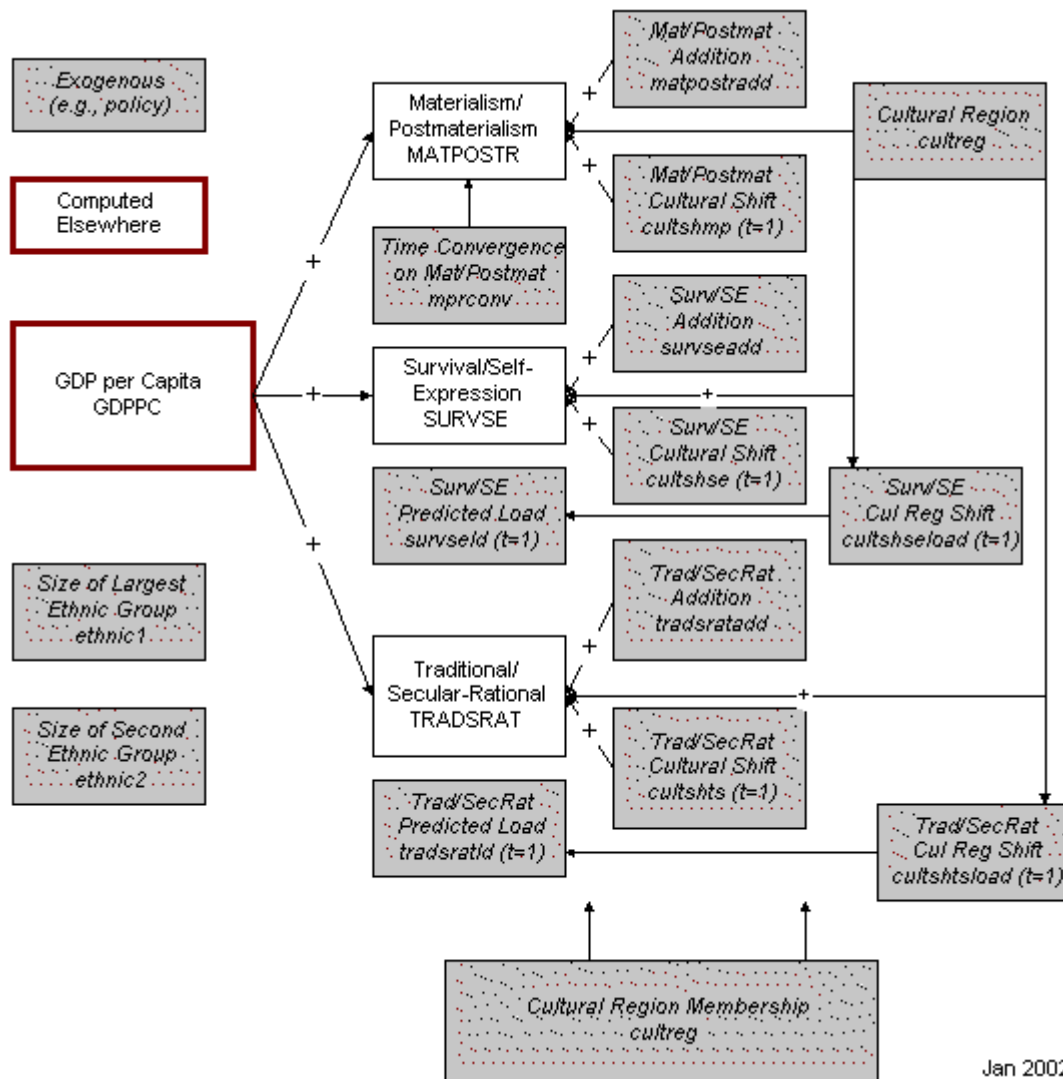 Exogenous
(e.g., policy)
Computed
Elsewhere
GDP per Capita
GDPPC
Size of Largest
Ethnic Group
ethnic1
Size of Second
Ethnic Group
ethnic2
+
+
+
Materialism/
Postmaterialism
MATPOSTR
Time Convergence
on Mat/Postmat
mprconv
Survival/Self-
Expression
SURVSE
Surv/SE
Predicted Load
survseld (t=1)
Traditional/
Secular-Rational
TRADSRAT
Trad/SecRat
Predicted Load
tradsratld (t=1)
+
+
+
+
+
+
Mat/Postmat
Addition
matpostradd
Mat/Postmat
Cultural Shift
cultshmp (t=1)
Surv/SE
Addition
survseadd
Surv/SE
Cultural Shift
cultshse (t=1)
Trad/SecRat
Addition
tradsratadd
Trad/SecRat
Cultural Shift
cultshts (t=1)
+
+
Cultural Region
cultreg
Surv/SE
Cul Reg Shift
cultshseload (t=1)
Trad/SecRat
Cul Reg Shift
cultshtsload (t=1)
Cultural Region Membership
cultreg
Jan 2002